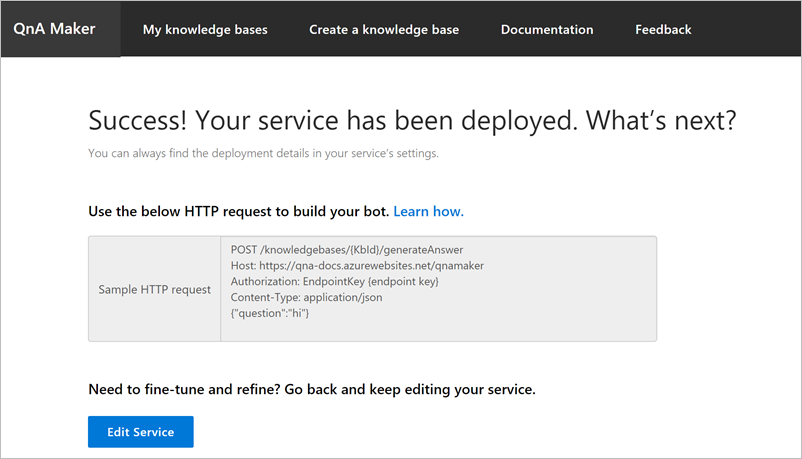 QnA Maker My knowledge bases Create a knowledge base Documentation Feedback
Success! Your service has been deployed. What's next?
You can always find the deployment details in your service's settings.
Use the below HTTP request to build your bot. Learn how.
Sample HTTP request
POST /knowledgebases/{KbId}/generateAnswer
Host: https://qna-docs.azurewebsites.net/qnamaker
Authorization: EndpointKey {endpoint key}
Content-Type: application/json
{"question":"hi"}
Need to fine-tune and refine? Go back and keep editing your service.
Edit Service